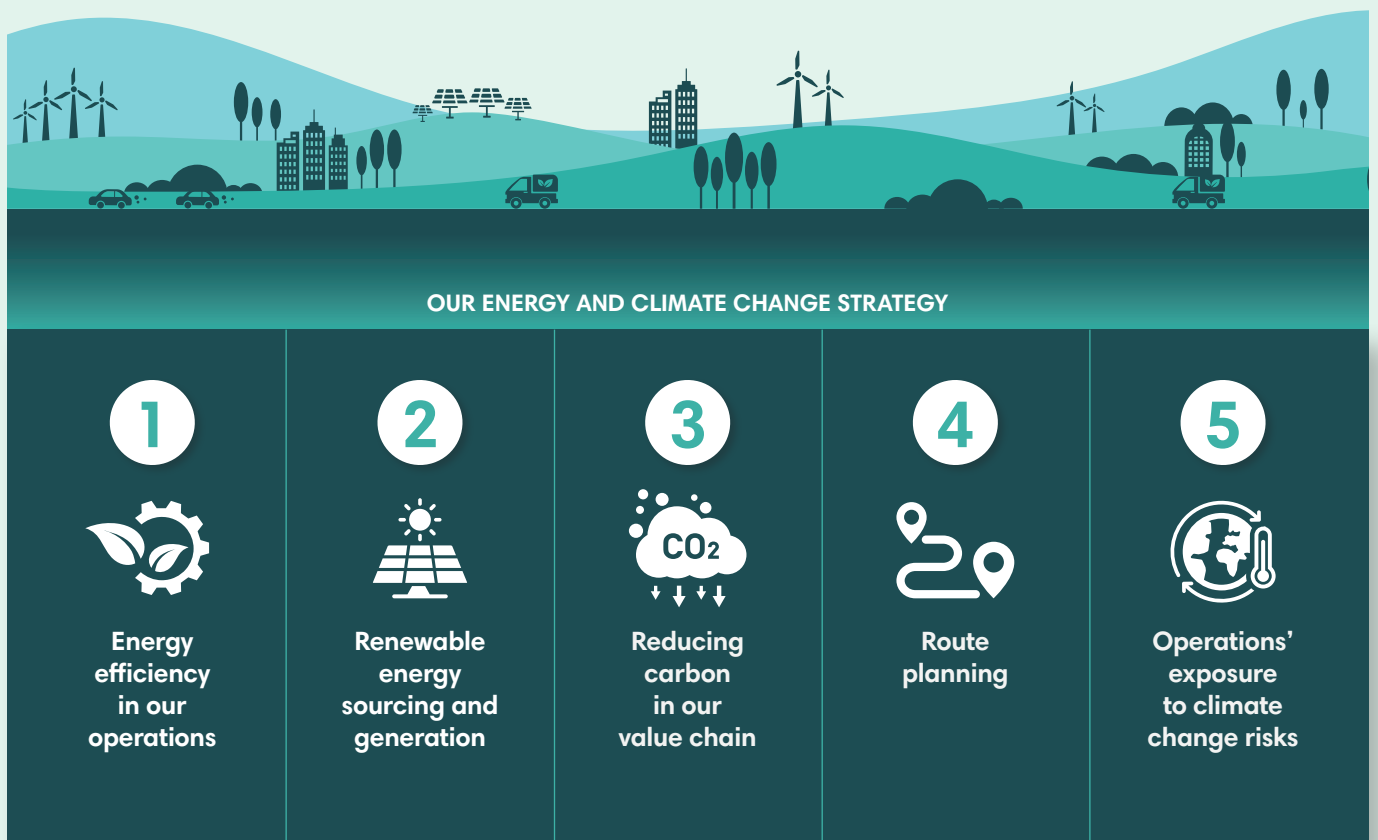 OUR ENERGY AND CLIMATE CHANGE STRATEGY
1
Energy
efficiency
in our
operations
2
Renewable
energy
sourcing and
generation
3
CO2
Reducing
carbon
in our
value chain
4
Route
planning
5
Operations’
exposure
to climate
change risks